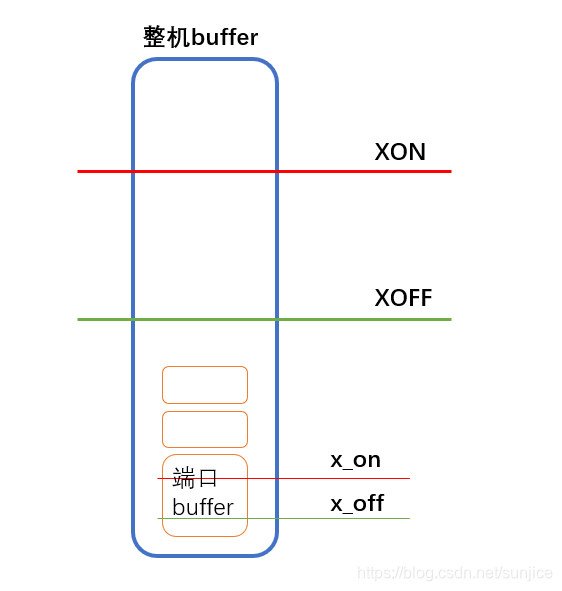 整机buffer
XON
XOFF
x_on
端口
buffer
x_off
https://blog.csdn.net/sunjice